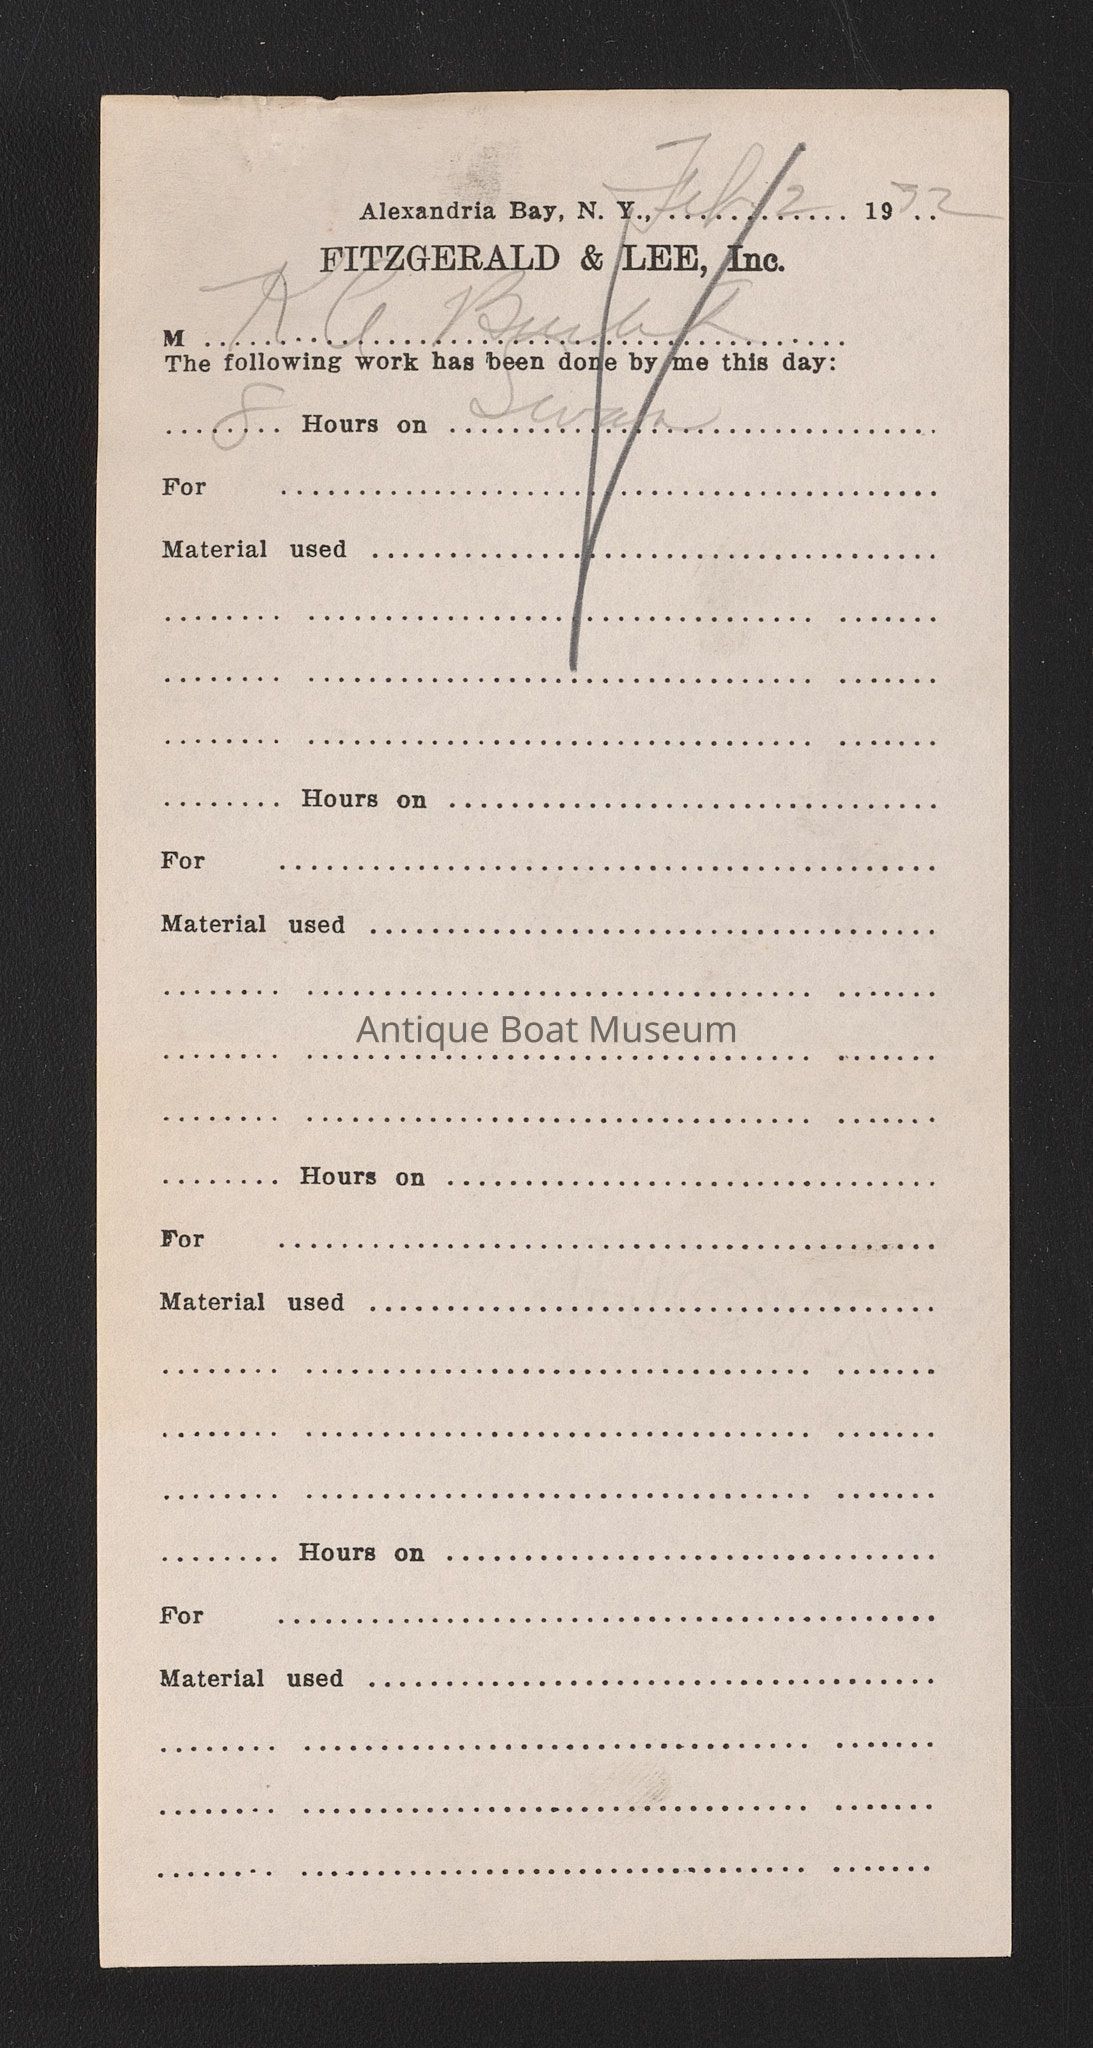 Alexandria Bay, N. Y., Feb. 2 1932
FITZGERALD & LEE, Inc.
M
The following work has been done by me this day:
8 Hours on Swan
For
Material used
Hours on
For
Material used
Antique Boat Museum
Hours on
For
Material used
Hours on
For
Material used